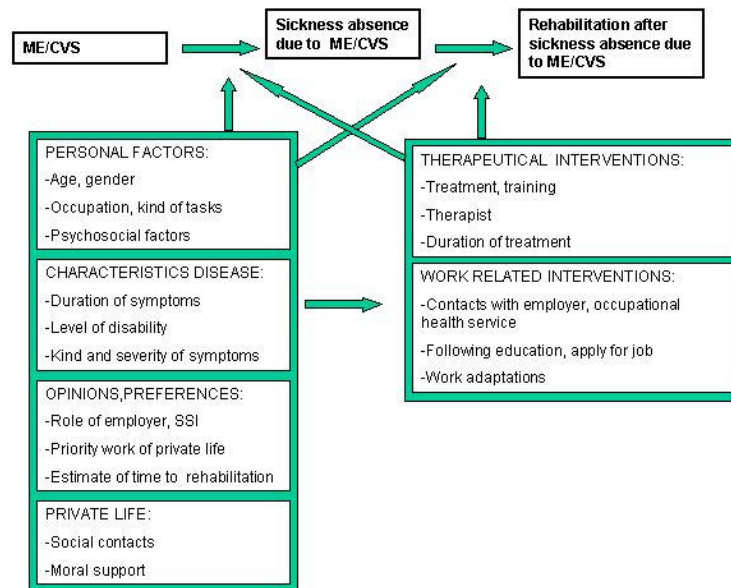 ME/CVS
Sickness absence
due to ME/CVS
Rehabilitation after
sickness absence due
to ME/CVS
PERSONAL FACTORS:
-Age, gender
-Occupation, kind of tasks
-Psychosocial factors
CHARACTERISTICS DISEASE:
-Duration of symptoms
-Level of disability
-Kind and severity of symptoms
OPINIONS,PREFERENCES:
-Role of employer, SSI
-Priority work of private life
-Estimate of time to rehabilitation
PRIVATE LIFE:
-Social contacts
-Moral support
THERAPEUTICAL INTERVENTIONS:
-Treatment, training
-Therapist
-Duration of treatment
WORK RELATED INTERVENTIONS:
-Contacts with employer, occupational
health service
-Following education, apply for job
-Work adaptations